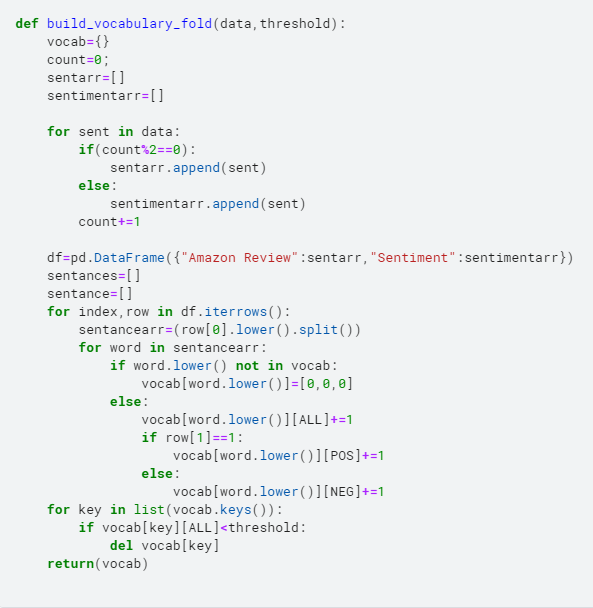 def build_vocabulary_fold(data,threshold):
    vocab={}
    count=0;
    sentarr=[]
    sentimentarr=[]

    for sent in data:
        if(count%2==0):
            sentarr.append(sent)
        else:
            sentimentarr.append(sent)
        count+=1

    df=pd.DataFrame({"Amazon Review":sentarr,"Sentiment":sentimentarr})
    sentances=[]
    sentance=[]
    for index,row in df.iterrows():
        sentancearr=(row[0].lower().split())
        for word in sentancearr:
            if word.lower() not in vocab:
                vocab[word.lower()]=[0,0,0]
            else:
                vocab[word.lower()][ALL]+=1
                if row[1]==1:
                    vocab[word.lower()][POS]+=1
                else:
                    vocab[word.lower()][NEG]+=1
    for key in list(vocab.keys()):
        if vocab[key][ALL]<threshold:
            del vocab[key]
    return(vocab)